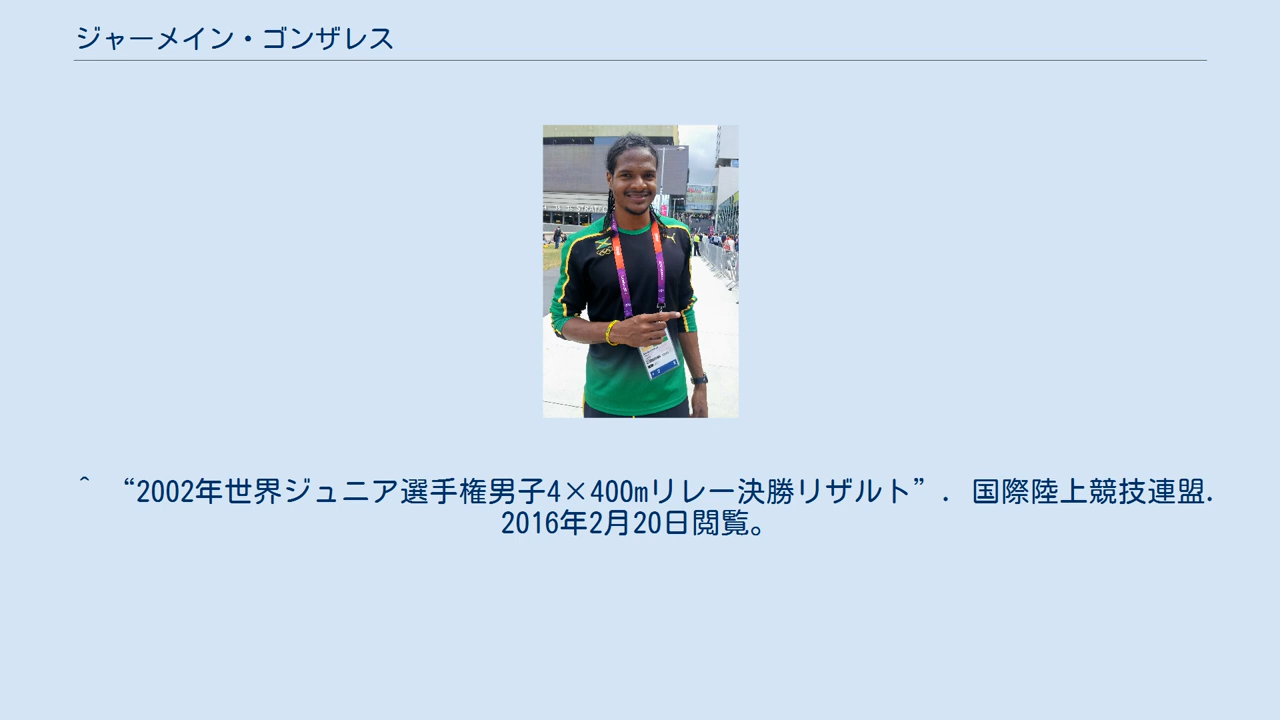 ジャーメイン・ゴンザレス
^ “2002年世界ジュニア選手権男子4×400mリレー決勝リザルト”. 国際陸上競技連盟.
2016年2月20日閲覧。